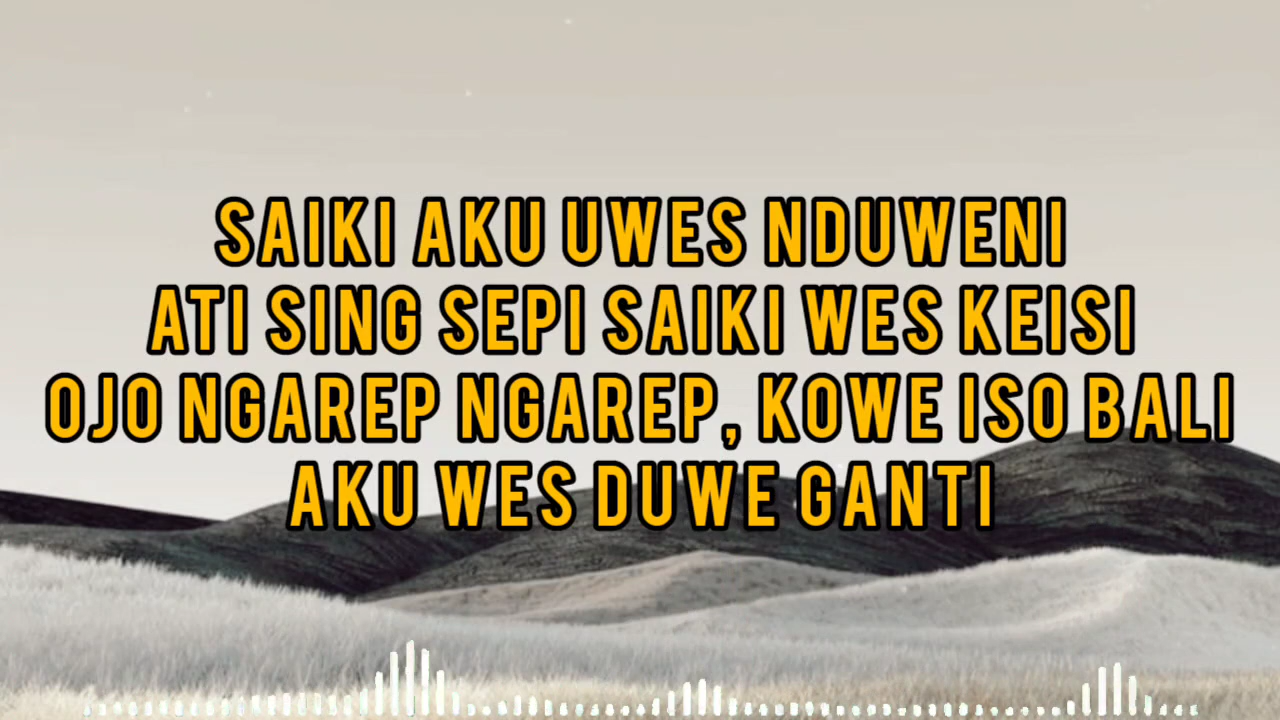 SAIKI AKU UWES NDUWENI
ATI SING SEPI SAIKI WES KEISI
OJO NGAREP NGAREP, KOWE ISO BALI
AKU WES DUWE GANTI